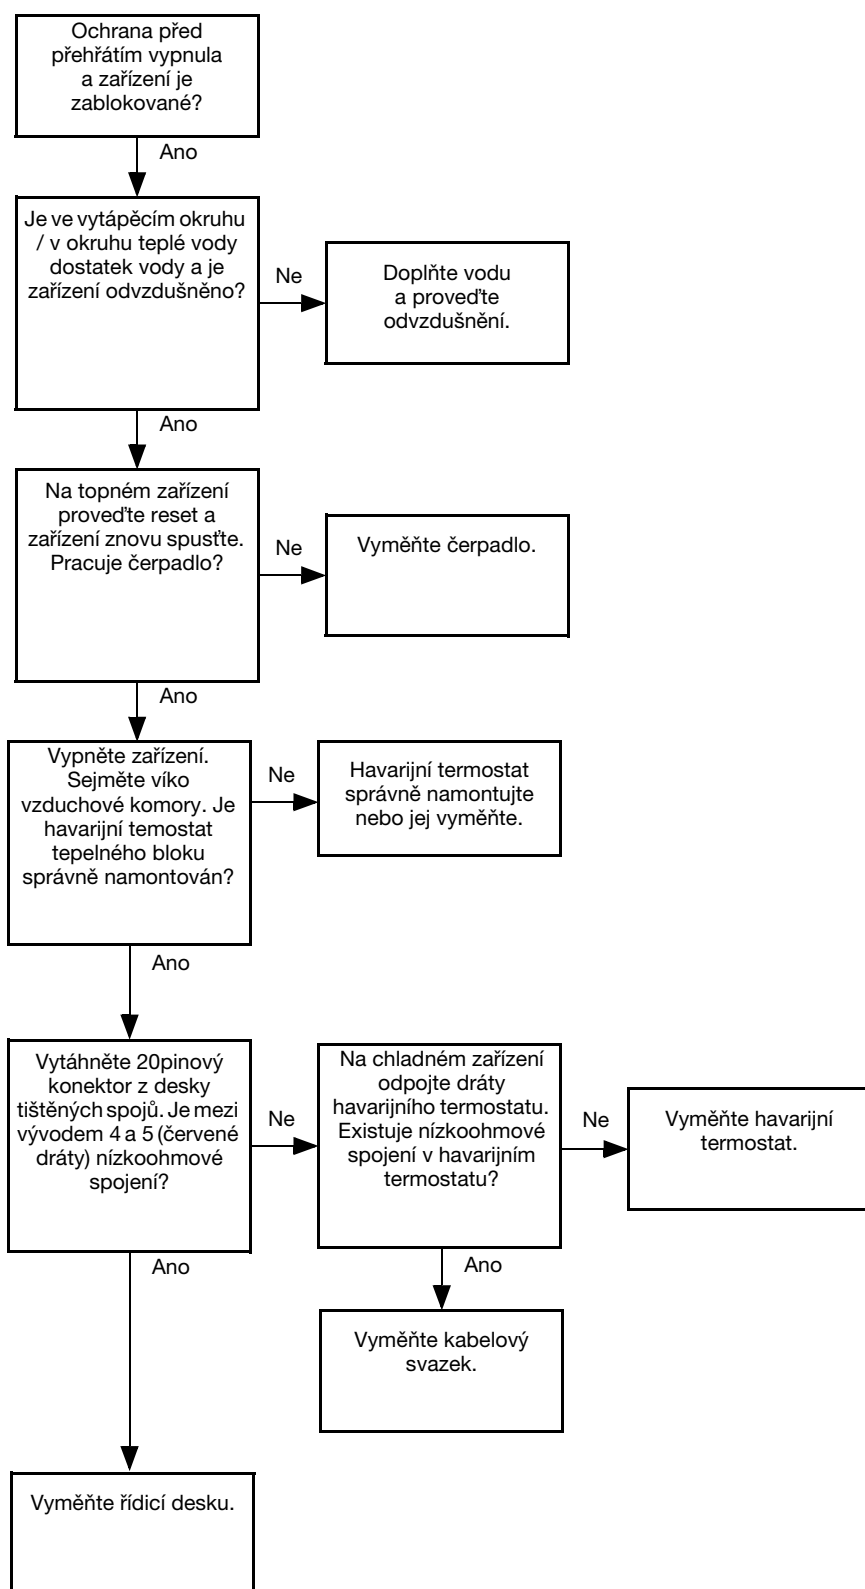 Ochrana před
přehřátím vypnula
a zařízení je
zablokované?
Ano
Je ve vytápěcím okruhu
/ v okruhu teplé vody
dostatek vody a je
zařízení odvzdušněno?
Ne
Doplňte vodu
a proveďte
odvzdušnění.
Ano
Na topném zařízení
proveďte reset a
zařízení znovu spusťte.
Pracuje čerpadlo?
Ne
Vyměňte čerpadlo.
Ano
Vypněte zařízení.
Sejměte víko
vzduchové komory. Je
havarijní temostat
tepelného bloku
správně namontován?
Ne
Havarijní termostat
správně namontujte
nebo jej vyměňte.
Ano
Vytáhněte 20pinový
konektor z desky
tištěných spojů. Je mezi
vývodem 4 a 5 (červené
dráty) nízkoohmové
spojení?
Ne
Na chladném zařízení
odpojte dráty
havarijního termostatu.
Existuje nízkoohmové
spojení v havarijním
termostatu?
Ne
Vyměňte havarijní
termostat.
Ano
Ano
Vyměňte kabelový
svazek.
Vyměňte řídicí desku.